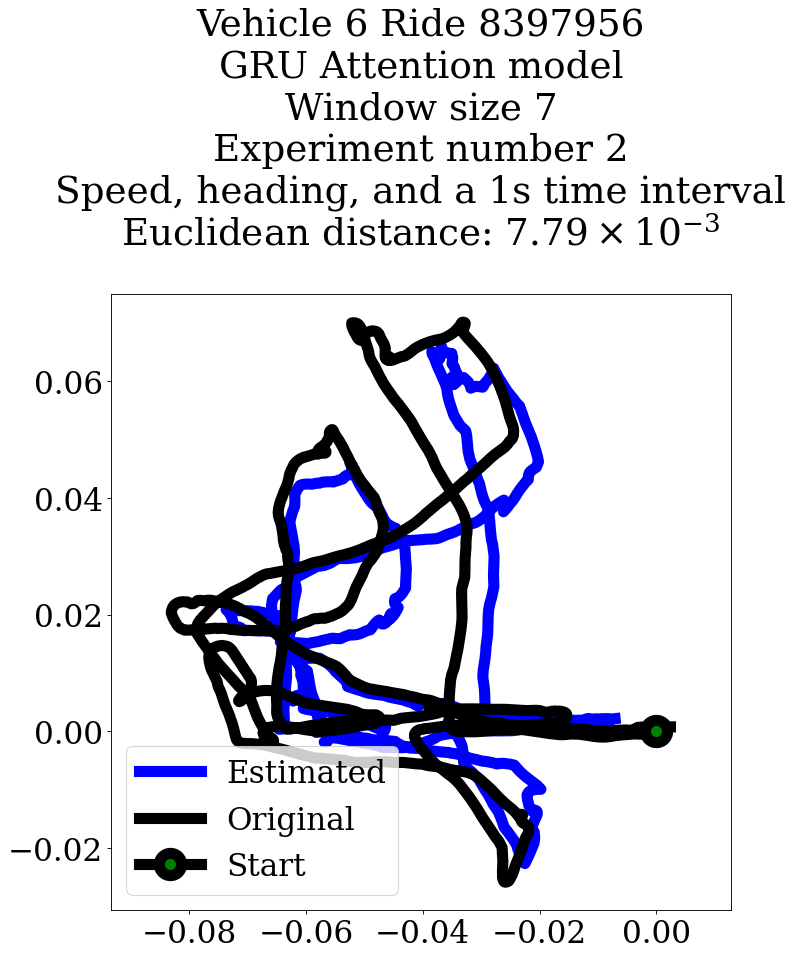 Vehicle 6 Ride 8397956
GRU Attention model
Window size 7
Experiment number 2
Speed, heading, and a 1s time interval
Euclidean distance: 7.79 × 10⁻³
0.06
0.04
0.02
0.00
−0.02
Estimated
Original
Start
−0.08 −0.06 −0.04 −0.02 0.00